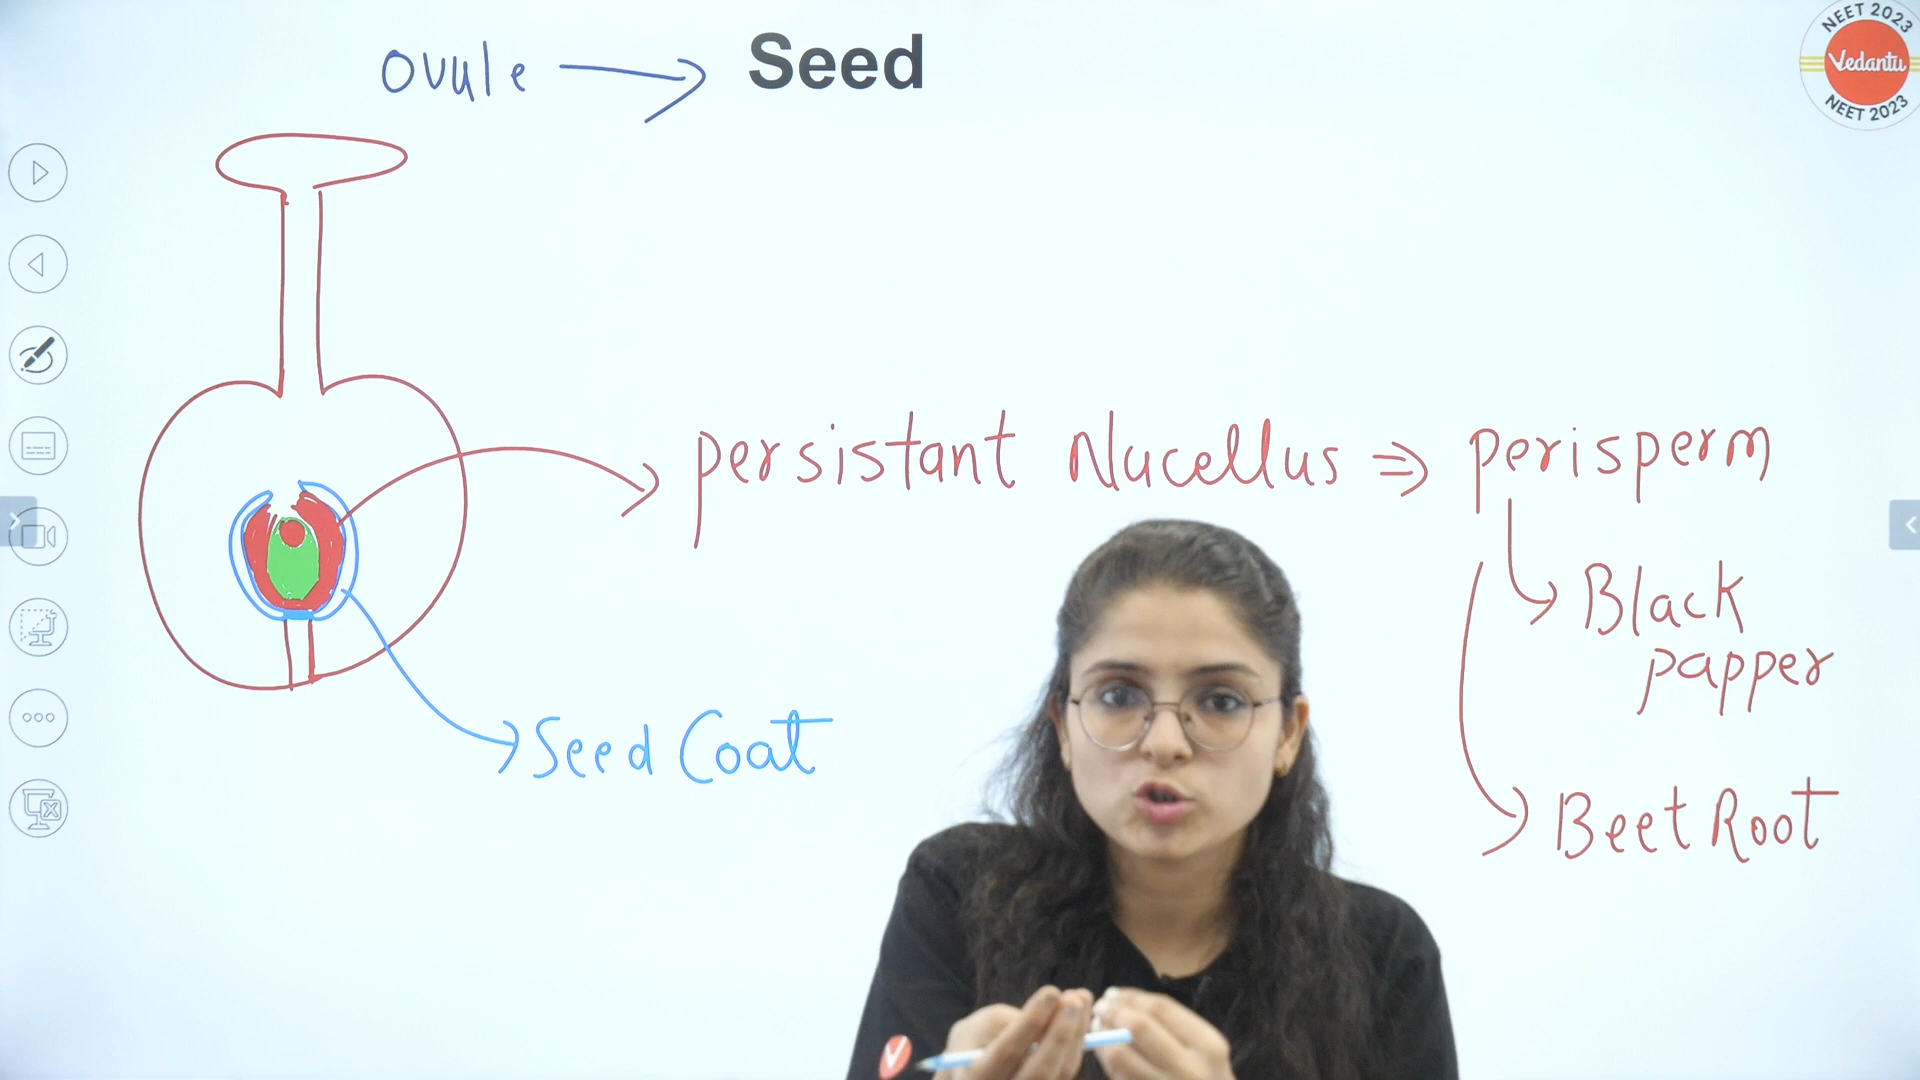 ovule → Seed
NEET 2023
Vedantu
NEET 2023
persistant Nucellus ⇒ perisperm
Black
papper
Seed Coat
Beet Root
V